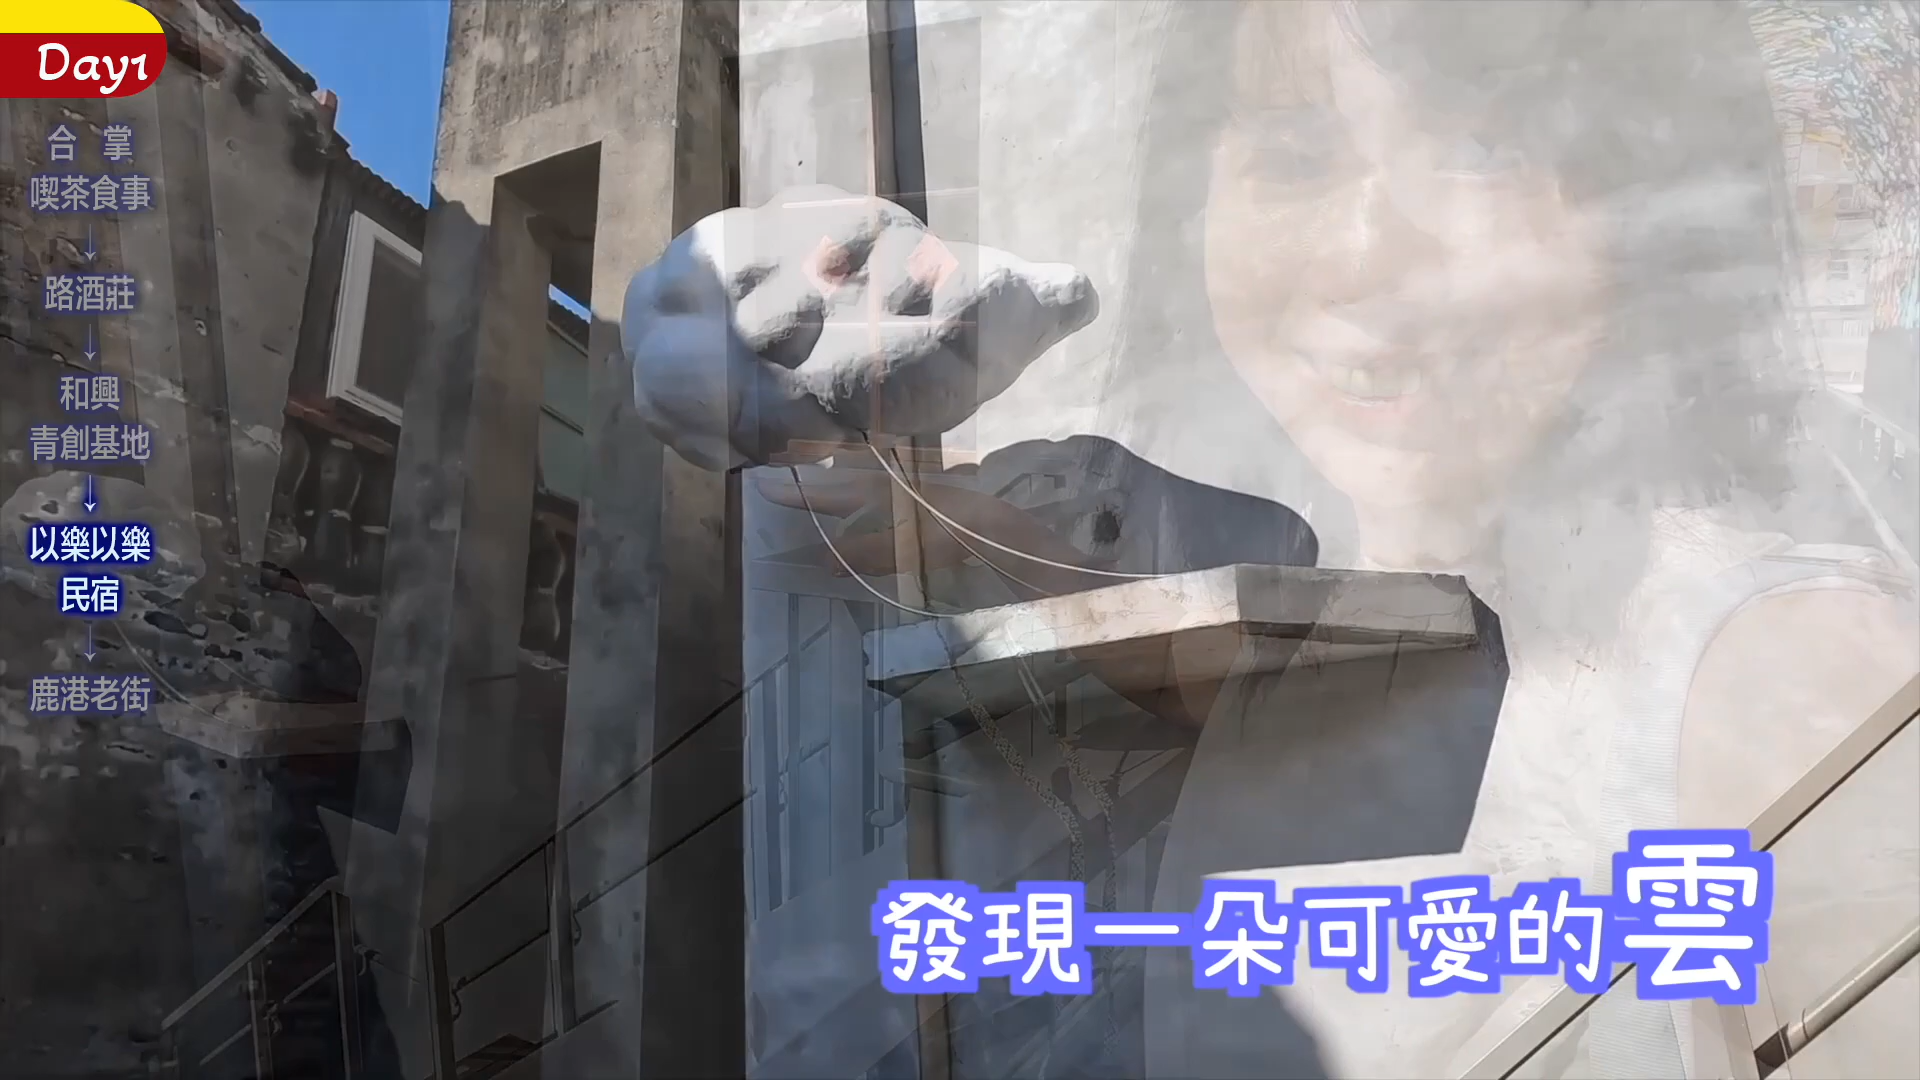 Day1
合 掌
喫茶食事
↓
路酒莊
↓
和興
青創基地
↓
以樂以樂
民宿
↓
鹿港老街
發現一朵可愛的雲